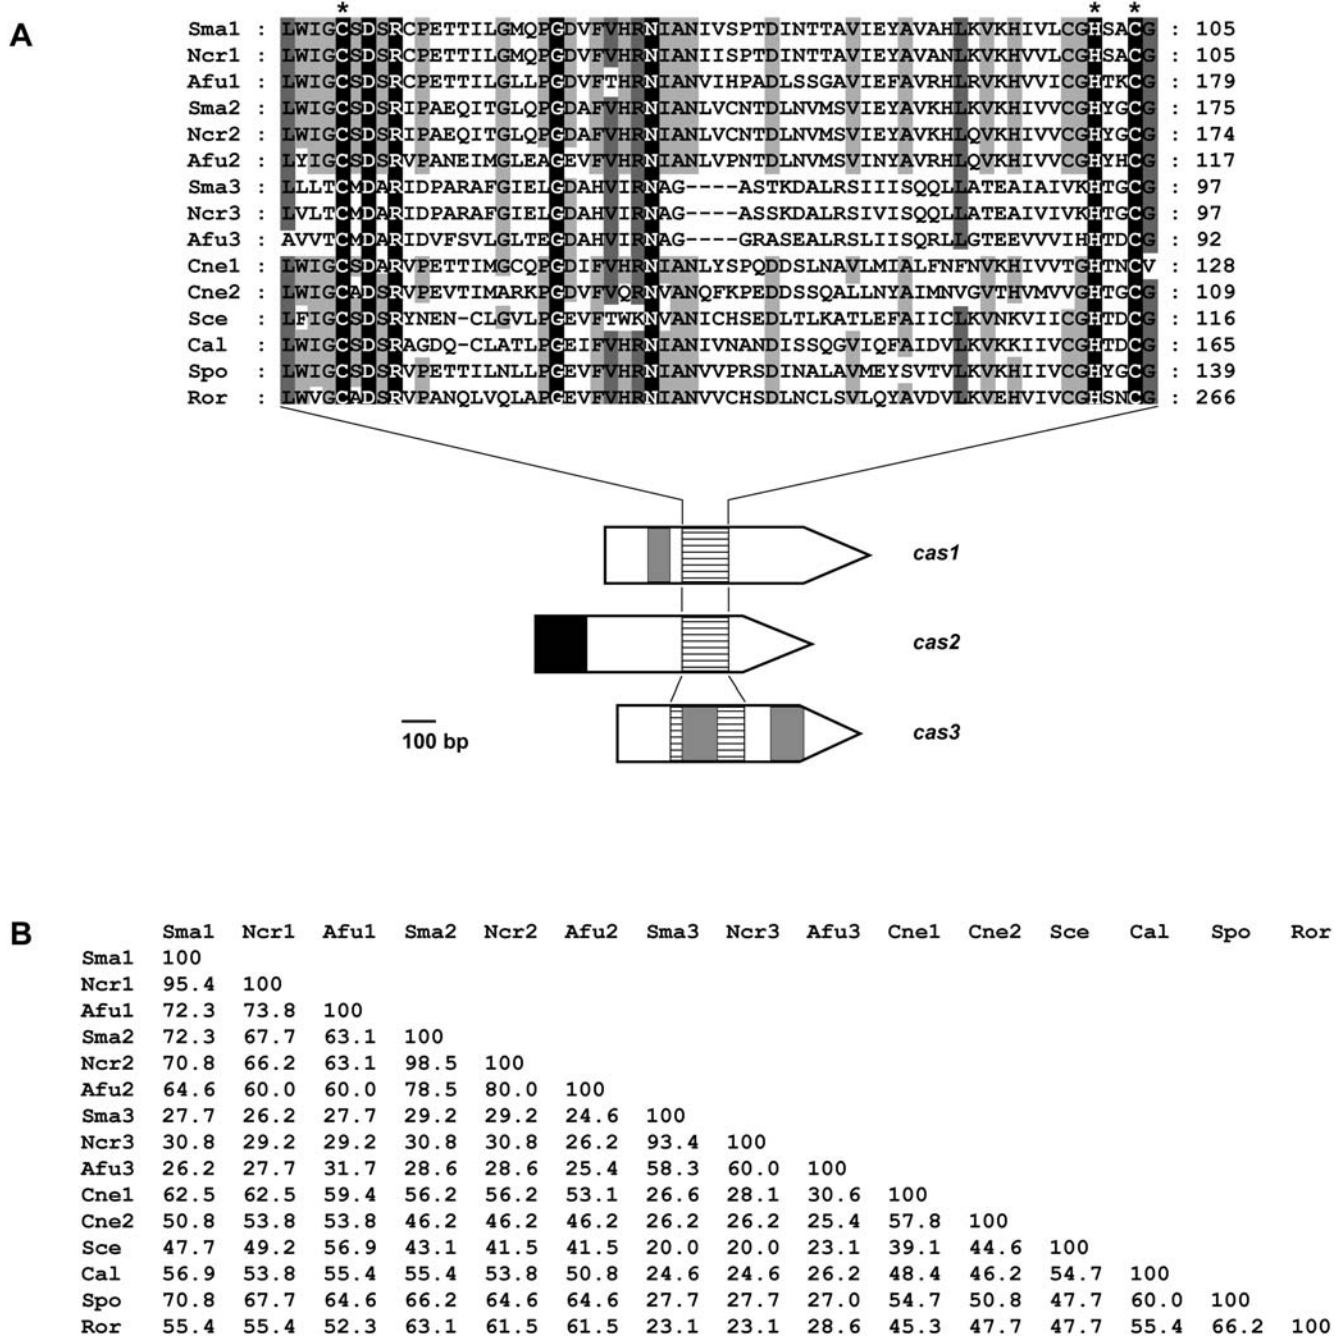 A
* * *
Sma1 : LWIGCSDSRCPETTILGMQPGDVFVHRNIANIVSPTDINTTAVIEYAVAHLKVKHIVLCGHSACG : 105
Ncr1 : LWIGCSDSRCPETTILGMQPGDVFVHRNIANIISPTDINTTAVIEYAVANLKVKHVVLCGHSACG : 105
Afu1 : LWIGCSDSRCPETTILGLLPGDVFTHRNIANVIHPADLSSGAVIEFAVRHLRVKHVVICGHTKCG : 179
Sma2 : LWIGCSDSRIPAEQITGLQPGDAFVHRNIANLVCNTDLNVMSVIEYAVKHLKVKHIVVCGHYGCG : 175
Ncr2 : LWIGCSDSRIPAEQITGLQPGDAFVHRNIANLVCNTDLNVMSVIEYAVKHLQVKHIVVCGHYGCG : 174
Afu2 : LYIGCSDSRVPANEIMGLEAGEVFVHRNIANLVPNTDLNVMSVINYAVRHLQVKHIVVCGHYHCG : 117
Sma3 : LLLTCMDARIDPARAFGIELGDAHVIRNAG----ASTKDALRSIIISQQLLATEAIAIVKHTGCG : 97
Ncr3 : LVLTCMDARIDPARAFGIELGDAHVIRNAG----ASSKDALRSIVISQQLLATEAIVIVKHTGCG : 97
Afu3 : AVVTCMDARIDVFSVLGLTEGDAHVIRNAG----GRASEALRSLIISQRLLGTEEVVVIHHTDCG : 92
Cne1 : LWIGCSDARVPETTIMGCQPGDIFVHRNIANLYSPQDDSLNAVLMIALFNFNVKHIVVTGHTNCV : 128
Cne2 : LWIGCADSRVPEVTIMARKPGDVFVQRNVANQFKPEDDSSQALLNYAIMNVGVTHVMVVGHTGCG : 109
Sce : LFIGCSDSRYNEN-CLGVLPGEVFTWKNVANICHSEDLTLKATLEFAIICLKVNKVIICGHTDCG : 116
Cal : LWIGCSDSRAGDQ-CLATLPGEIFVHRNIANIVNANDISSQGVIQFAIDVLKVKKIIVCGHTDCG : 165
Spo : LWIGCSDSRVPETTILNLLPGEVFVHRNIANVVPRSDINALAVMEYSVTVLKVKHIIVCGHYGCG : 139
Ror : LWVGCADSRVPANQLVQLAPGEVFVHRNIANVVCHSDLNCLSVLQYAVDVLKVEHVIVCGHSNCG : 266
cas1
cas2
cas3
100 bp
B
Sma1 Ncr1 Afu1 Sma2 Ncr2 Afu2 Sma3 Ncr3 Afu3 Cne1 Cne2 Sce Cal Spo Ror
Sma1 100
Ncr1 95.4 100
Afu1 72.3 73.8 100
Sma2 72.3 67.7 63.1 100
Ncr2 70.8 66.2 63.1 98.5 100
Afu2 64.6 60.0 60.0 78.5 80.0 100
Sma3 27.7 26.2 27.7 29.2 29.2 24.6 100
Ncr3 30.8 29.2 29.2 30.8 30.8 26.2 93.4 100
Afu3 26.2 27.7 31.7 28.6 28.6 25.4 58.3 60.0 100
Cne1 62.5 62.5 59.4 56.2 56.2 53.1 26.6 28.1 30.6 100
Cne2 50.8 53.8 53.8 46.2 46.2 46.2 26.2 26.2 25.4 57.8 100
Sce 47.7 49.2 56.9 43.1 41.5 41.5 20.0 20.0 23.1 39.1 44.6 100
Cal 56.9 53.8 55.4 55.4 53.8 50.8 24.6 24.6 26.2 48.4 46.2 54.7 100
Spo 70.8 67.7 64.6 66.2 64.6 64.6 27.7 27.7 27.0 54.7 50.8 47.7 60.0 100
Ror 55.4 55.4 52.3 63.1 61.5 61.5 23.1 23.1 28.6 45.3 47.7 47.7 55.4 66.2 100